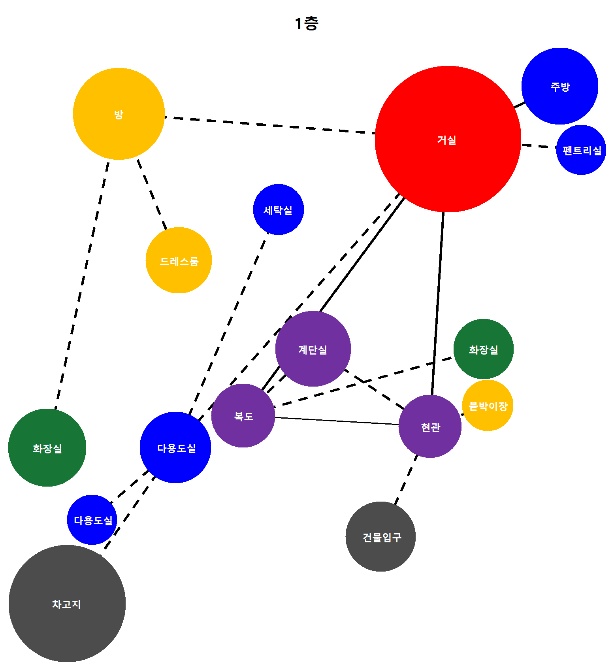 1층
주방
방
거실
펜트리실
세탁실
드레스룸
계단실
화장실
붙박이장
복도
현관
화장실
다용도실
다용도실
건물입구
차고지